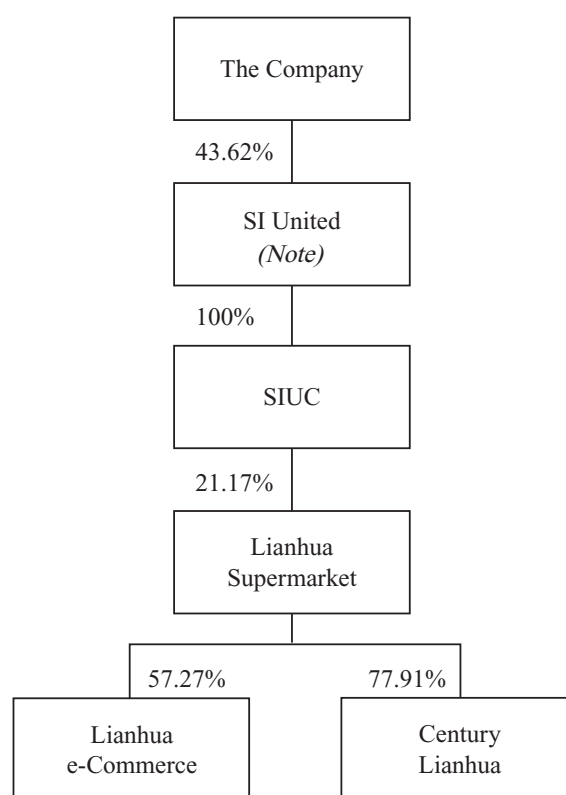 The Company
43.62%
SI United
(Note)
100%
SIUC
21.17%
Lianhua
Supermarket
57.27%
77.91%
Lianhua
e-Commerce
Century
Lianhua